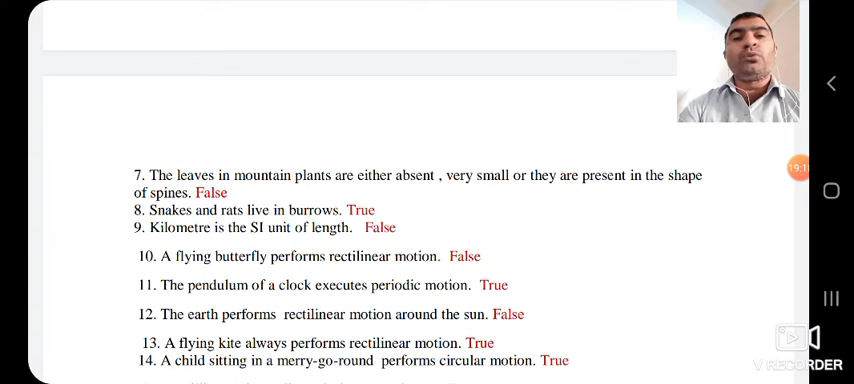 7. The leaves in mountain plants are either absent , very small or they are present in the shape
of spines. False
8. Snakes and rats live in burrows. True
9. Kilometre is the SI unit of length. False
10. A flying butterfly performs rectilinear motion. False
11. The pendulum of a clock executes periodic motion. True
12. The earth performs rectilinear motion around the sun. False
13. A flying kite always performs rectilinear motion. True
14. A child sitting in a merry-go-round performs circular motion. True
V RECORDER